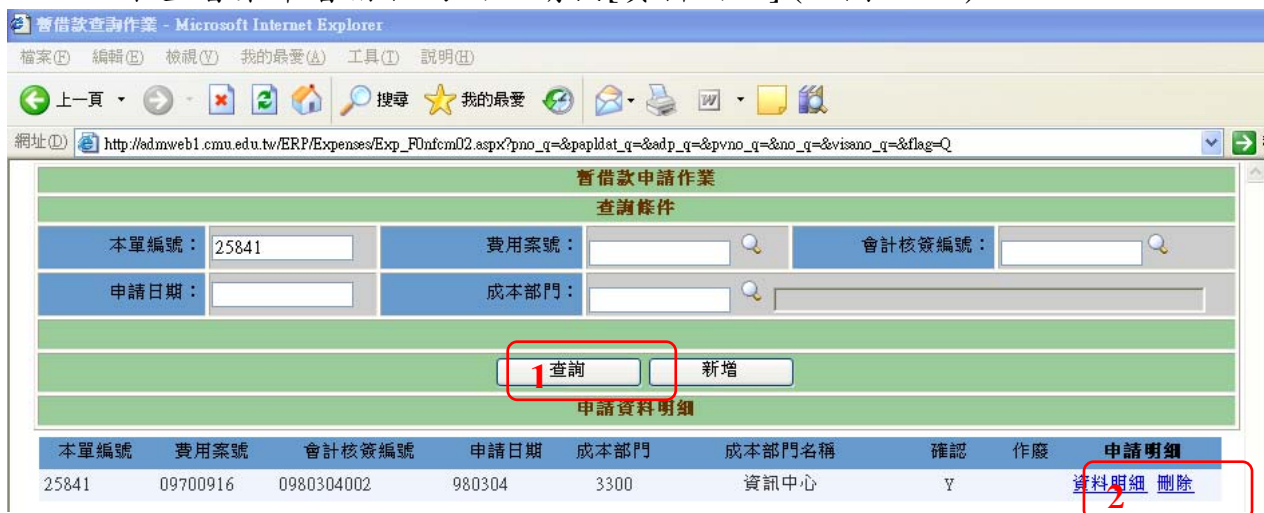 暫借款查詢作業 - Microsoft Internet Explorer
檔案(F) 編輯(E) 檢視(V) 我的最愛(A) 工具(T) 說明(H)
上一頁 搜尋 我的最愛
網址(D) http://admweb1.cmu.edu.tw/ERP/Expenses/Exp_F0nfcm02.aspx?pno_q=&papldat_q=&adp_q=&pvno_q=&no_q=&visano_q=&flag=Q
暫借款申請作業
查詢條件
本單編號： 25841 費用案號： 會計核簽編號：
申請日期： 成本部門：
1 查詢 新增
申請資料明細
本單編號 費用案號 會計核簽編號 申請日期 成本部門 成本部門名稱 確認 作廢 申請明細
25841 09700916 0980304002 980304 3300 資訊中心 Y 資料明細 刪除
2